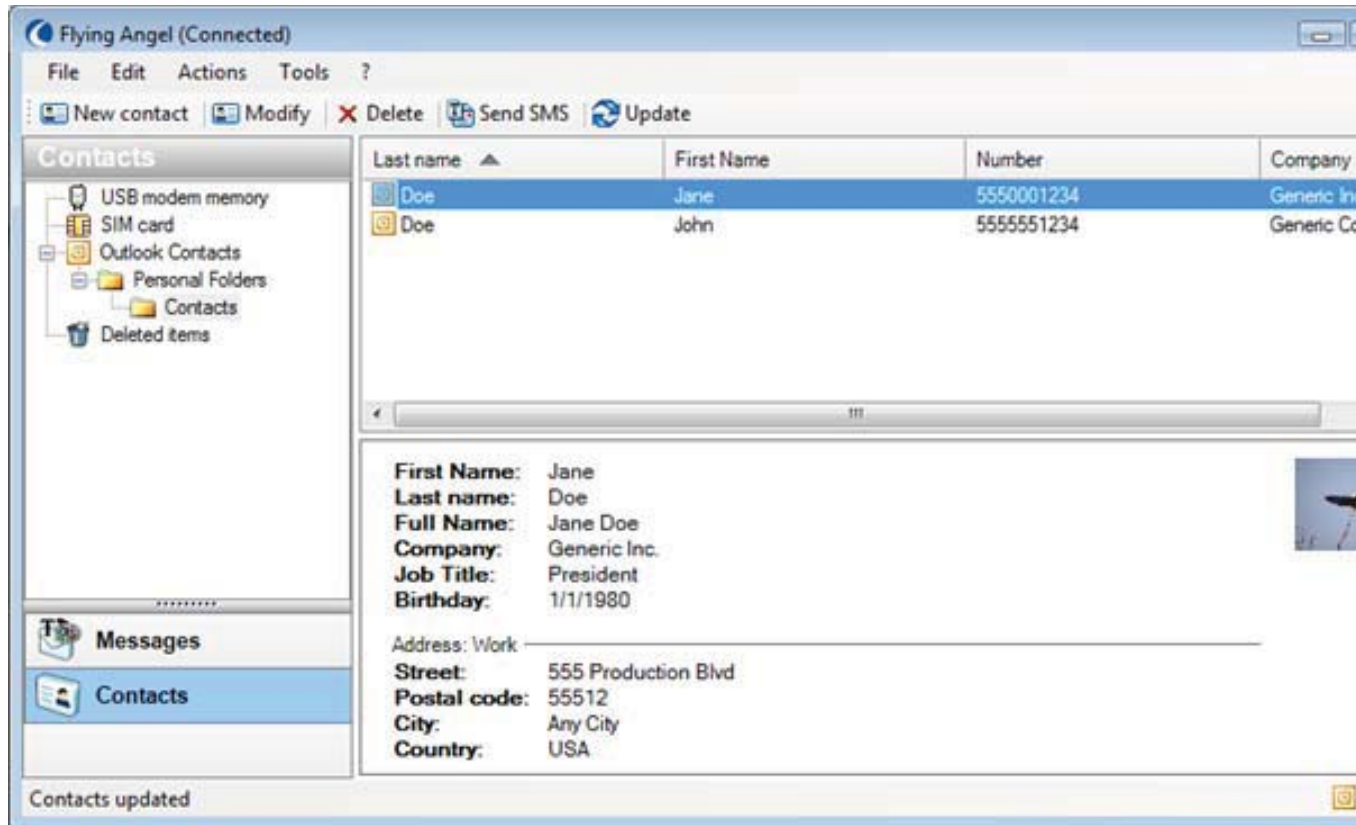 Flying Angel (Connected)
File Edit Actions Tools ?
New contact Modify Delete Send SMS Update
Contacts
USB modem memory
SIM card
Outlook Contacts
Personal Folders
Contacts
Deleted items
Messages
Contacts
Last name First Name Number Company
Doe Jane 5550001234 Generic In
Doe John 5555551234 Generic Co
First Name: Jane
Last name: Doe
Full Name: Jane Doe
Company: Generic Inc.
Job Title: President
Birthday: 1/1/1980
Address: Work
Street: 555 Production Blvd
Postal code: 55512
City: Any City
Country: USA
Contacts updated